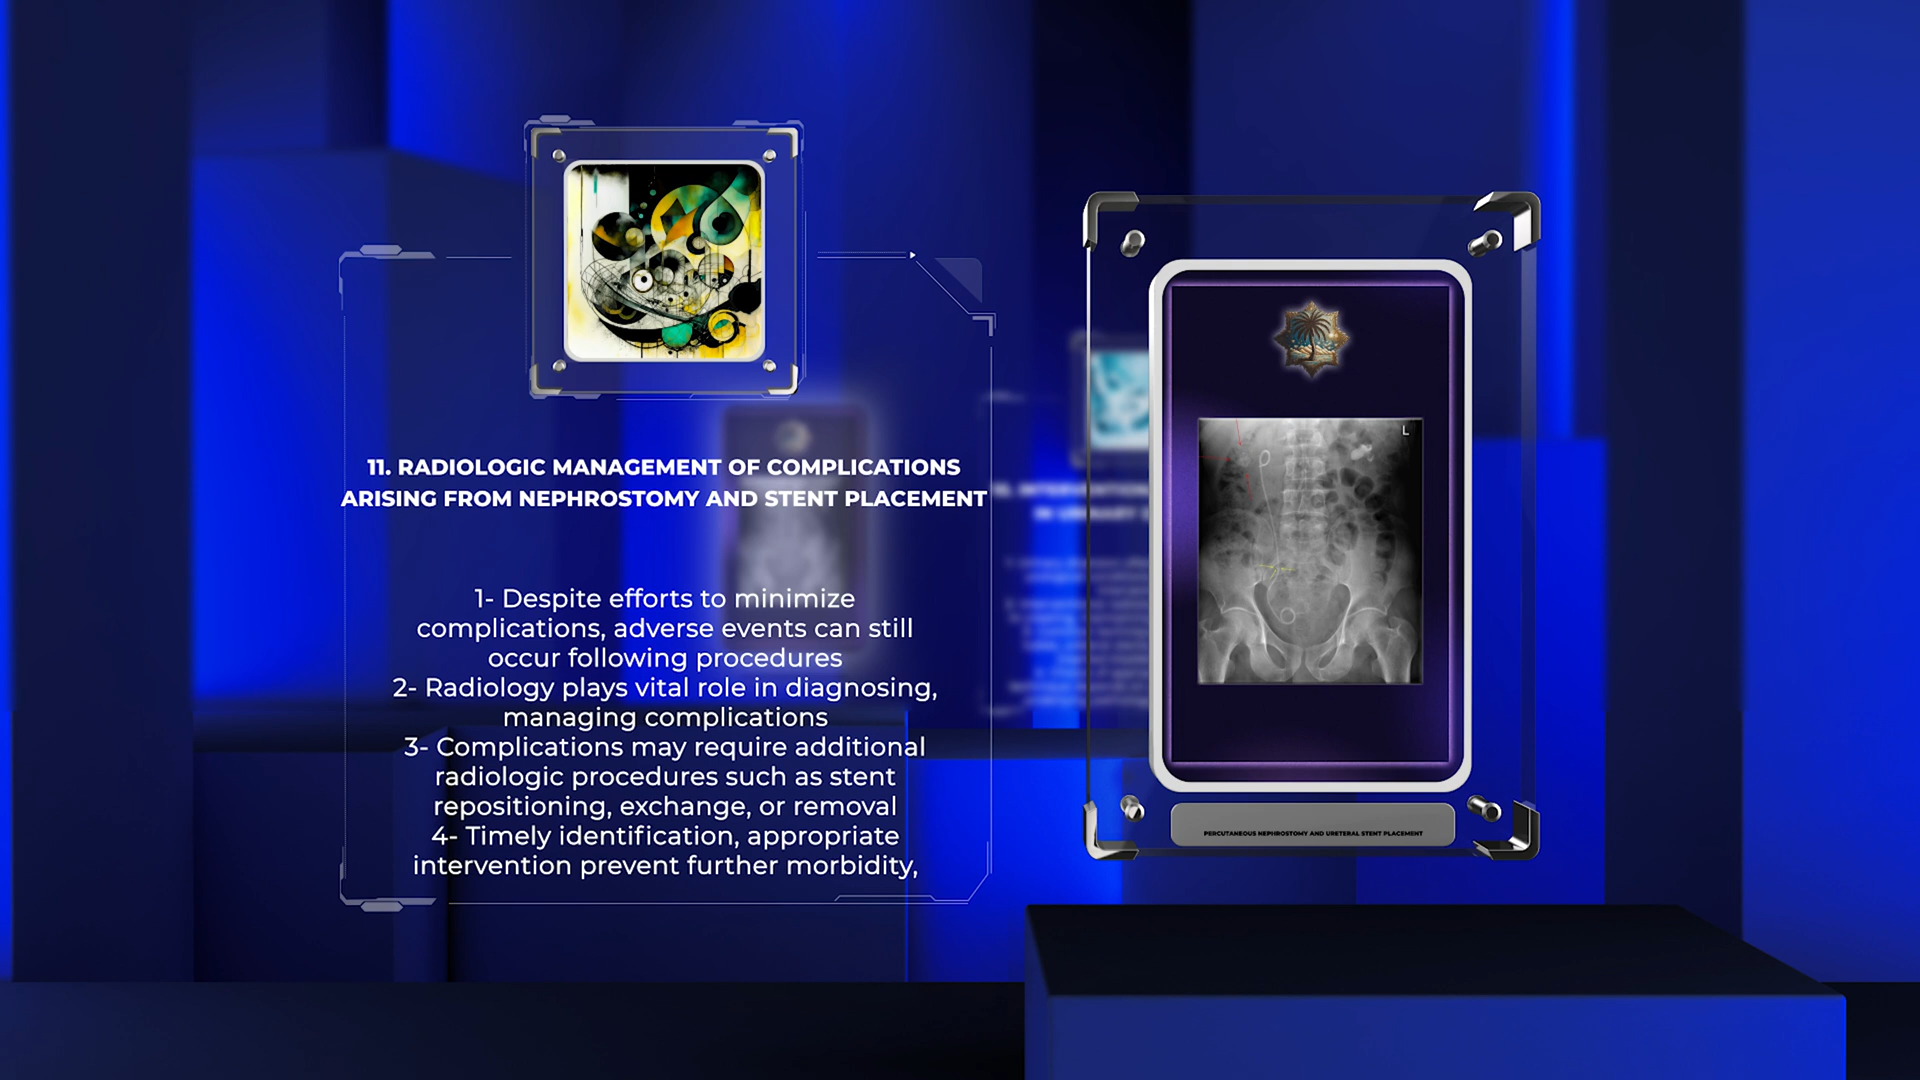 11. RADIOLOGIC MANAGEMENT OF COMPLICATIONS
ARISING FROM NEPHROSTOMY AND STENT PLACEMENT
1- Despite efforts to minimize
complications, adverse events can still
occur following procedures
2- Radiology plays vital role in diagnosing,
managing complications
3- Complications may require additional
radiologic procedures such as stent
repositioning, exchange, or removal
4- Timely identification, appropriate
intervention prevent further morbidity,
L
PERCUTANEOUS NEPHROSTOMY AND URETERAL STENT PLACEMENT